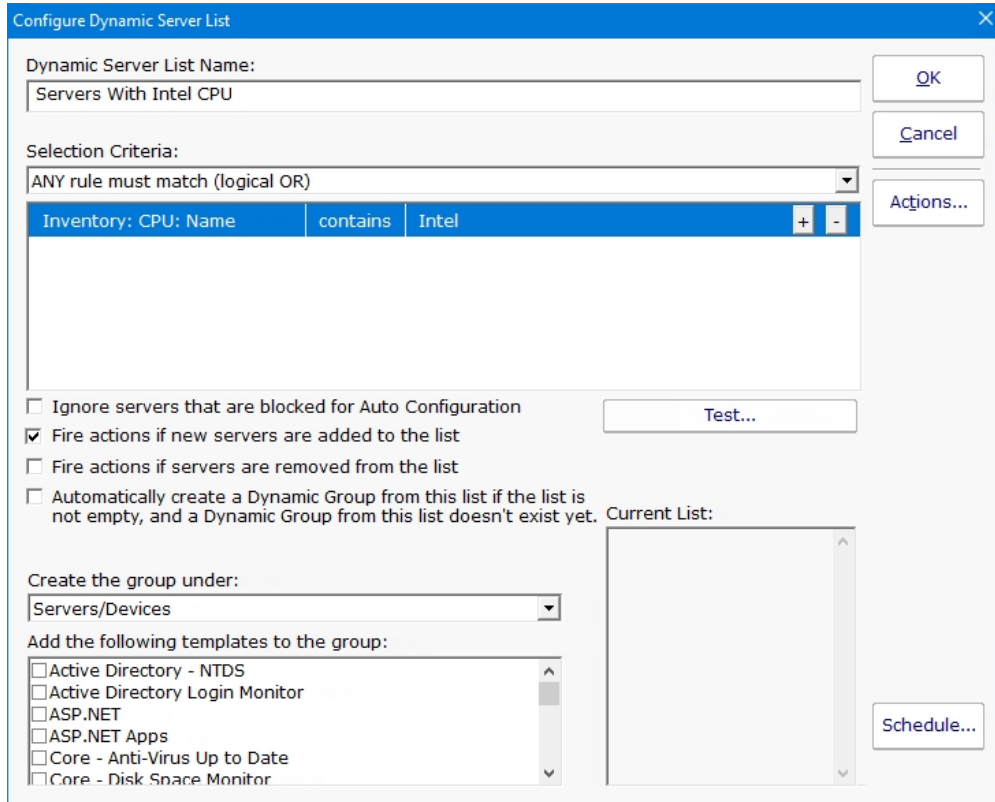 Configure Dynamic Server List
Dynamic Server List Name:
Servers With Intel CPU
OK
Cancel
Selection Criteria:
ANY rule must match (logical OR)
Actions...
Inventory: CPU: Name contains Intel + -
Ignore servers that are blocked for Auto Configuration
Test...
Fire actions if new servers are added to the list
Fire actions if servers are removed from the list
Automatically create a Dynamic Group from this list if the list is
not empty, and a Dynamic Group from this list doesn't exist yet.
Current List:
Create the group under:
Servers/Devices
Add the following templates to the group:
Active Directory - NTDS
Active Directory Login Monitor
ASP.NET
ASP.NET Apps
Core - Anti-Virus Up to Date
Core - Disk Space Monitor
Schedule...